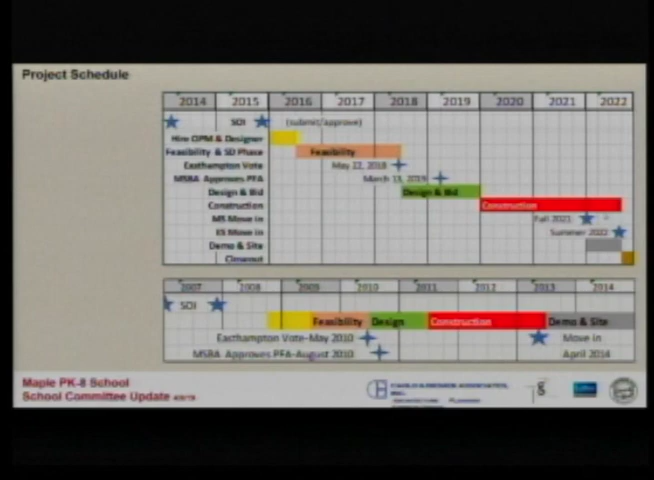 Project Schedule
2014 2015 2016 2017 2018 2019 2020 2021 2022
SOI (submit/approve)
Hire OPM & Designer
Feasibility & SD Phase Feasibility
Easthampton Vote May 22, 2018
MSBA Approves PFA March 13, 2019
Design & Bid Design & Bid
Construction Construction
MS Move in Fall 2021
ES Move in Summer 2022
Demo & Site
Closeout
2007 2008 2009 2010 2011 2012 2013 2014
SOI
Feasibility Design Construction Demo & Site
Easthampton Vote-May 2010 Move in
MSBA Approves PFA-August 2010 April 2014
Maple PK-8 School
School Committee Update
ARCHITECTURE